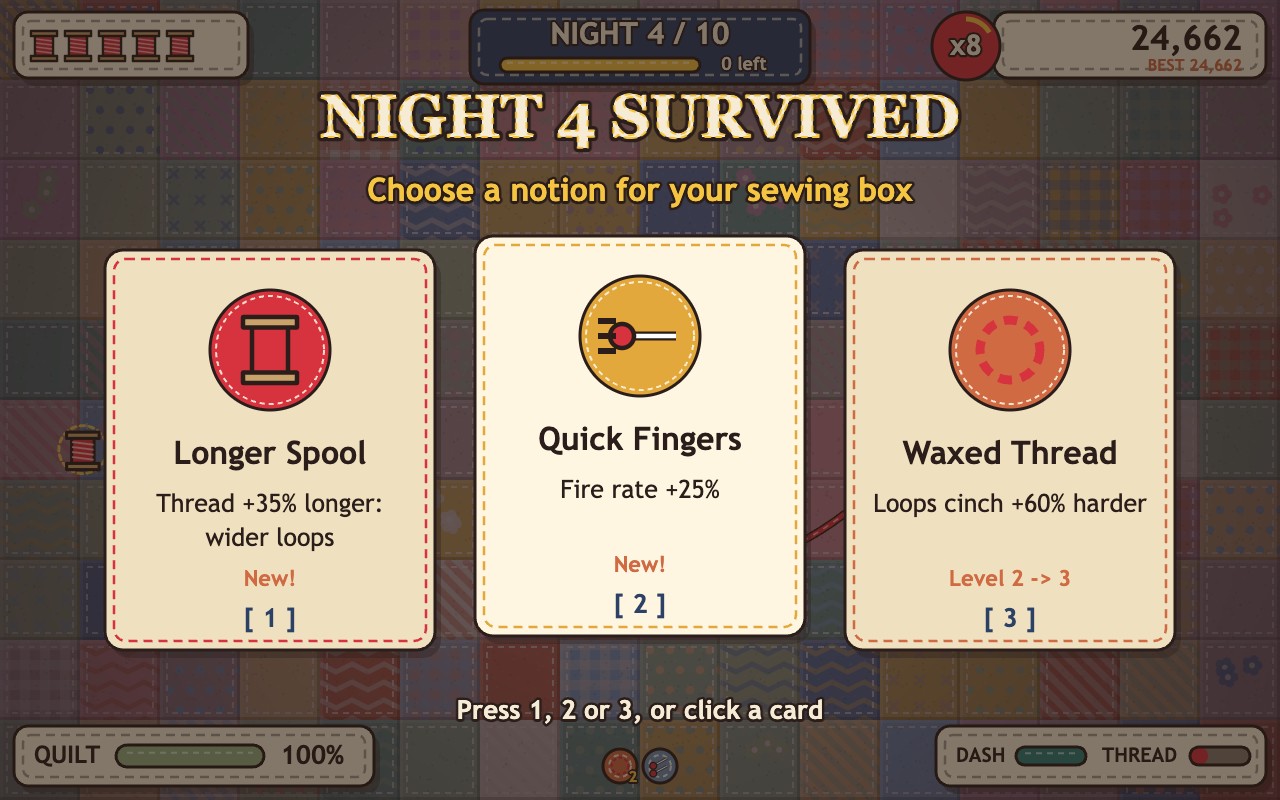 NIGHT 4 / 10
0 left
x8
24,662
BEST 24,662
NIGHT 4 SURVIVED
Choose a notion for your sewing box
Longer Spool
Thread +35% longer:
wider loops
New!
[ 1 ]
Quick Fingers
Fire rate +25%
New!
[ 2 ]
Waxed Thread
Loops cinch +60% harder
Level 2 -> 3
[ 3 ]
Press 1, 2 or 3, or click a card
QUILT 100%
2
DASH THREAD